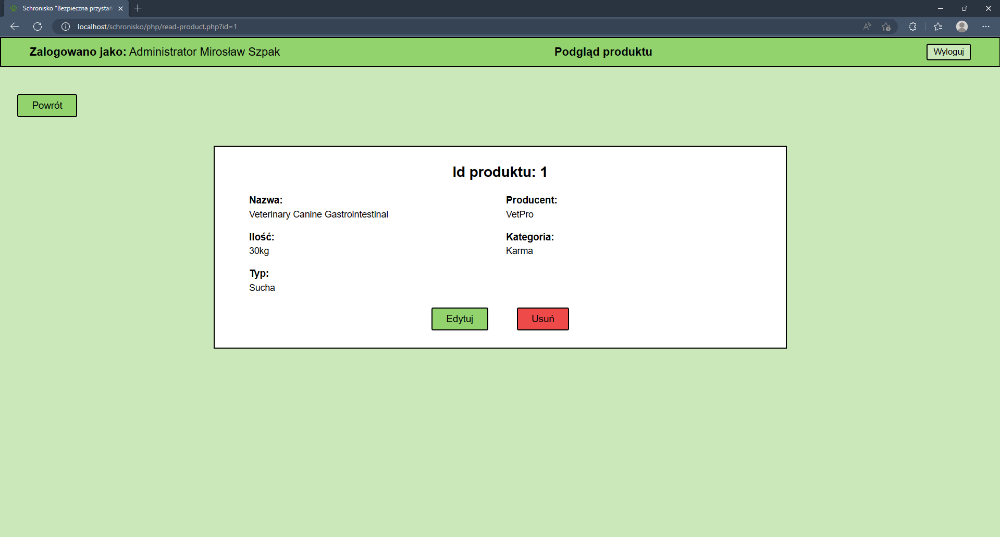 Schronisko "Bezpieczna przystań
localhost/schronisko/php/read-product.php?id=1
Zalogowano jako: Administrator Mirosław Szpak
Podgląd produktu
Wyloguj
Powrót
Id produktu: 1
Nazwa:
Veterinary Canine Gastrointestinal
Producent:
VetPro
Ilość:
30kg
Kategoria:
Karma
Typ:
Sucha
Edytuj
Usuń